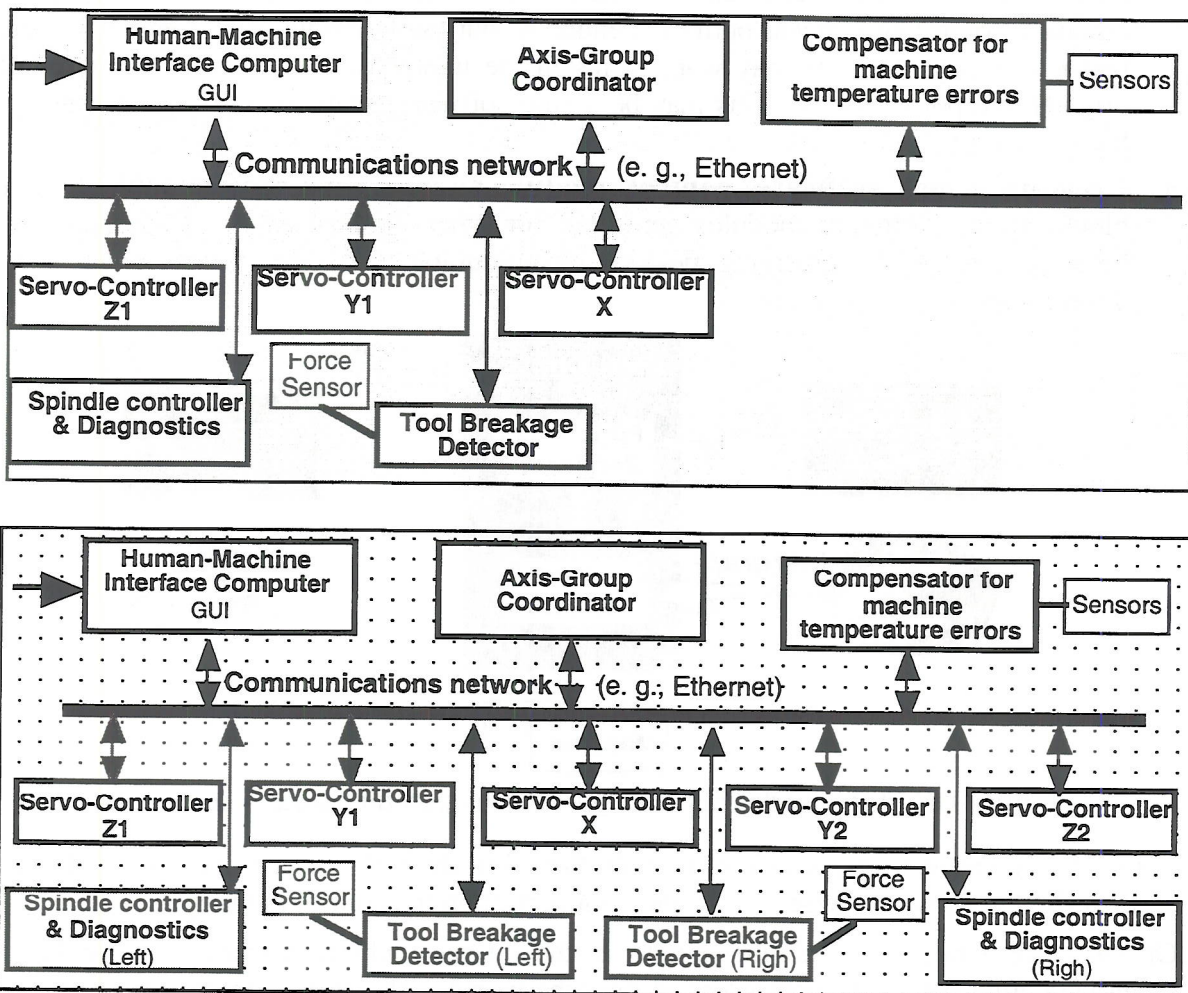 Human-Machine
Interface Computer
GUI
Axis-Group
Coordinator
Compensator for
machine
temperature errors
Sensors
Communications network (e. g., Ethernet)
Servo-Controller
Z1
Servo-Controller
Y1
Servo-Controller
X
Force
Sensor
Spindle controller
& Diagnostics
Tool Breakage
Detector
Human-Machine
Interface Computer
GUI
Axis-Group
Coordinator
Compensator for
machine
temperature errors
Sensors
Communications network (e. g., Ethernet)
Servo-Controller
Z1
Servo-Controller
Y1
Servo-Controller
X
Servo-Controller
Y2
Servo-Controller
Z2
Force
Sensor
Force
Sensor
Spindle controller
& Diagnostics
(Left)
Tool Breakage
Detector (Left)
Tool Breakage
Detector (Righ)
Spindle controller
& Diagnostics
(Righ)